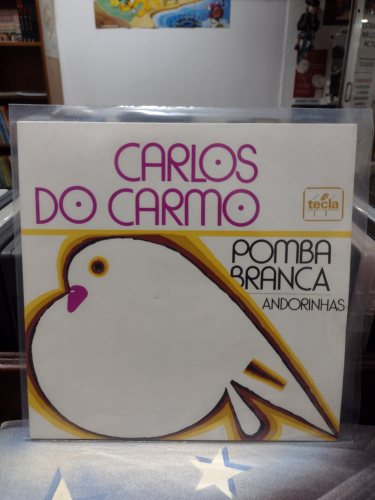 CARLOS
DO CARMO
tecla
POMBA
BRANCA
ANDORINHAS